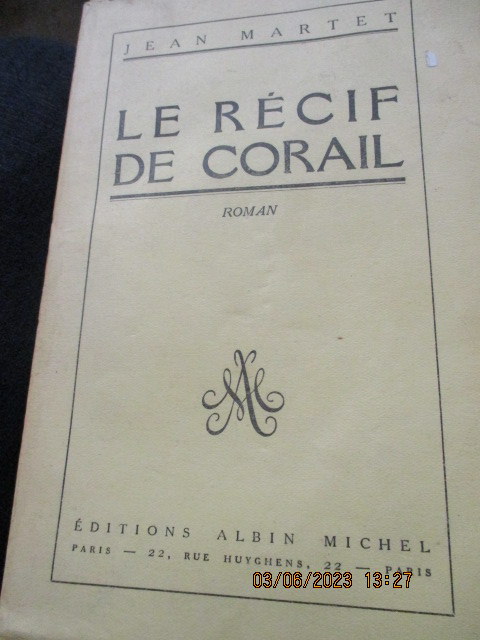 JEAN MARTET
LE RÉCIF
DE CORAIL
ROMAN
AM
ÉDITIONS ALBIN MICHEL
PARIS — 22, RUE HUYGHENS, 22 — PARIS
03/06/2023 13:27